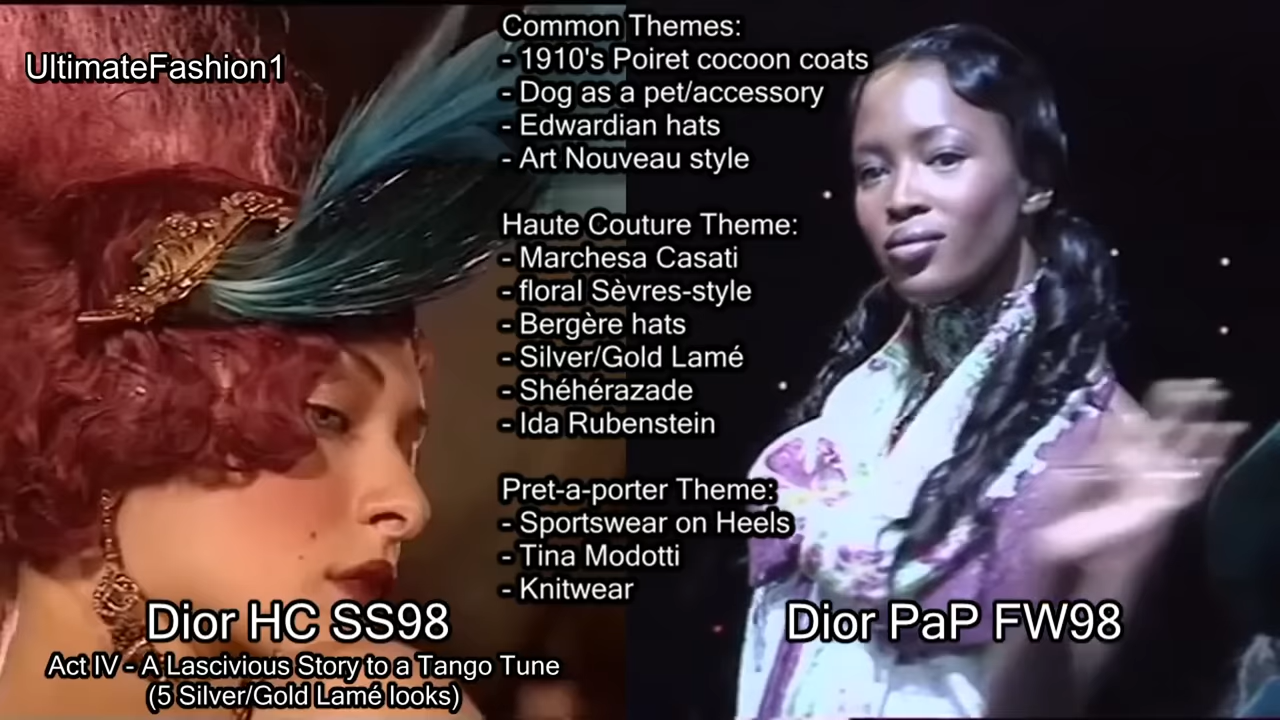 UltimateFashion1
Common Themes:
- 1910's Poiret cocoon coats
- Dog as a pet/accessory
- Edwardian hats
- Art Nouveau style
Haute Couture Theme:
- Marchesa Casati
- floral Sèvres-style
- Bergère hats
- Silver/Gold Lamé
- Shéhérazade
- Ida Rubenstein
Pret-a-porter Theme:
- Sportswear on Heels
- Tina Modotti
- Knitwear
Dior HC SS98
Act IV - A Lascivious Story to a Tango Tune
(5 Silver/Gold Lamé looks)
Dior PaP FW98